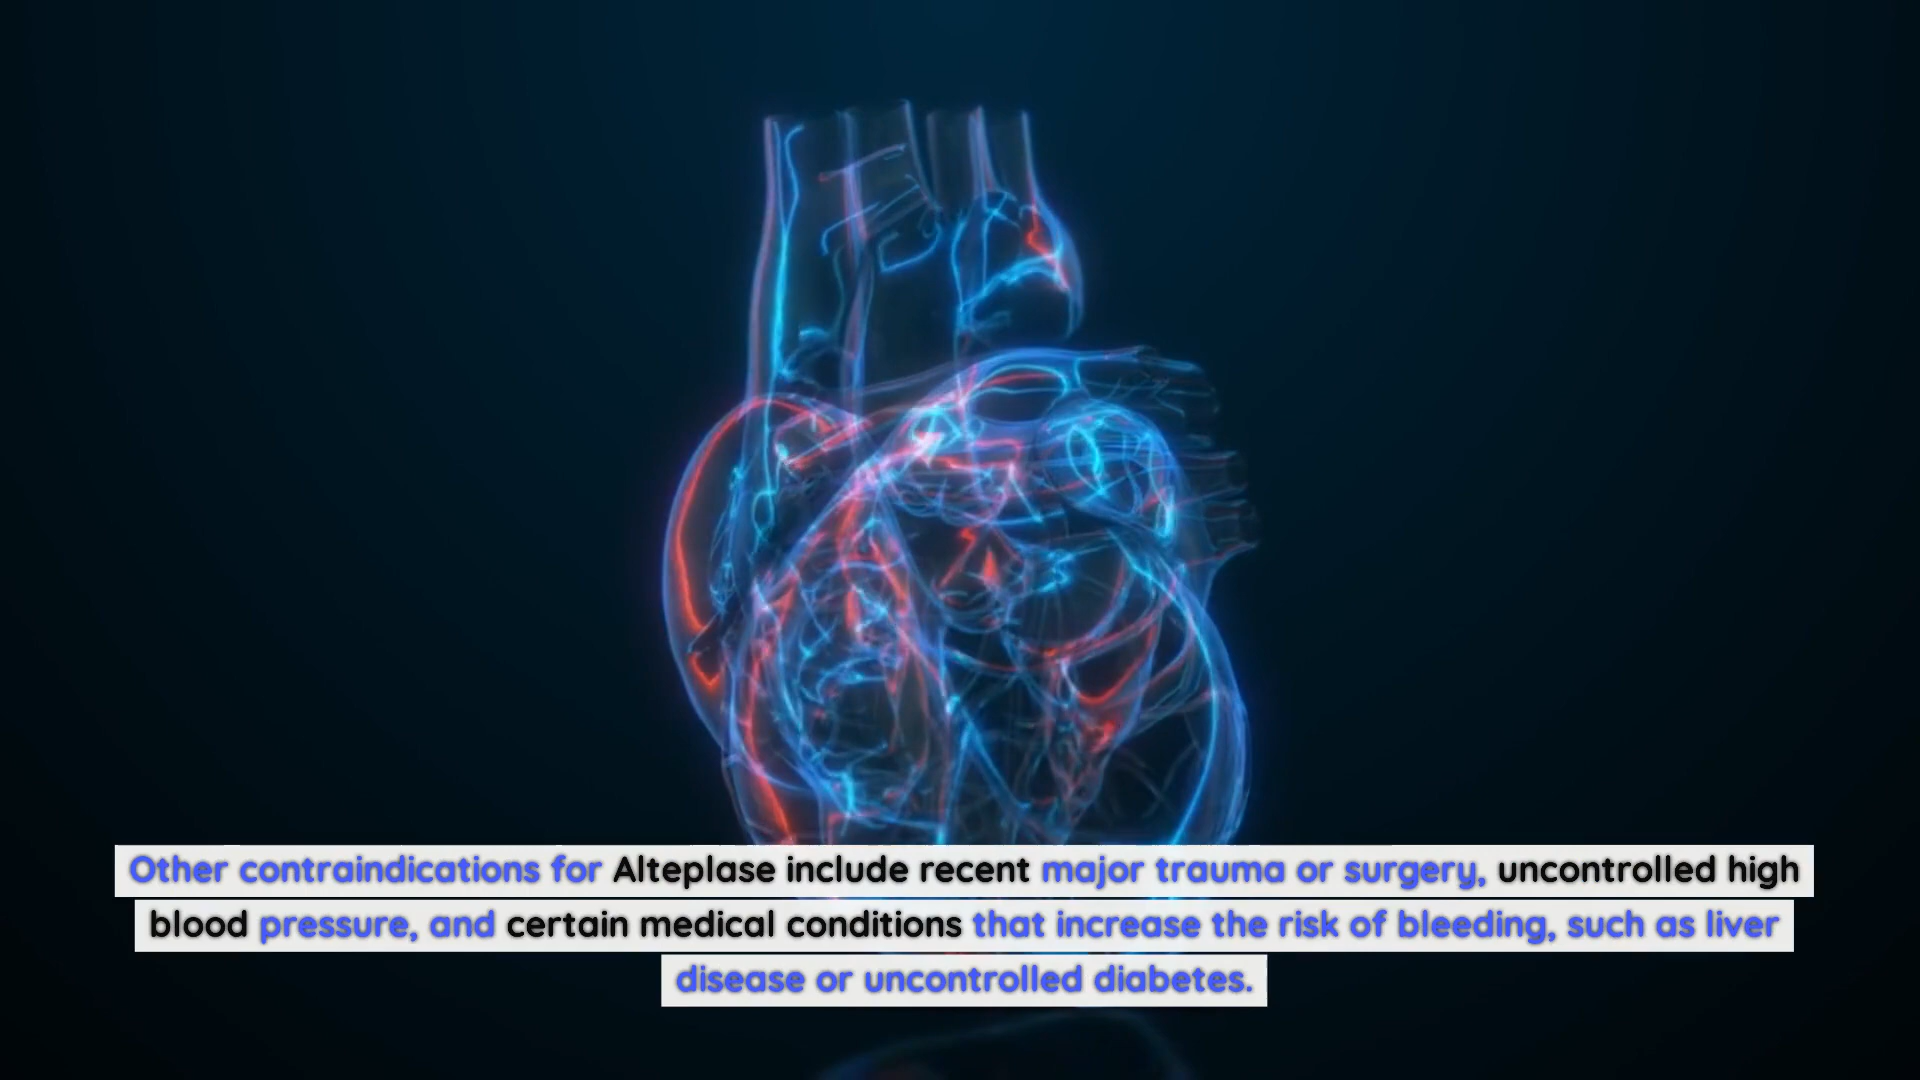 Other contraindications for Alteplase include recent major trauma or surgery, uncontrolled high
blood pressure, and certain medical conditions that increase the risk of bleeding, such as liver
disease or uncontrolled diabetes.